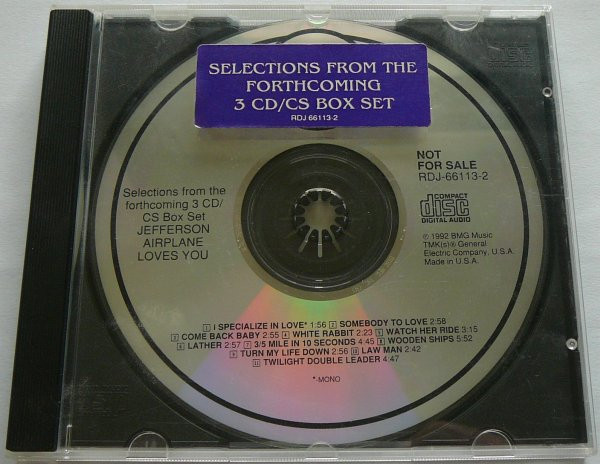 SELECTIONS FROM THE
FORTHCOMING
3 CD/CS BOX SET
RDJ 66113-2
NOT
FOR SALE
RDJ-66113-2
Selections from the
forthcoming 3 CD/
CS Box Set
JEFFERSON
AIRPLANE
LOVES YOU
COMPACT
disc
DIGITAL AUDIO
℗ 1992 BMG Music
TMK(s)® General
Electric Company, U.S.A.
Made in U.S.A.
1 I SPECIALIZE IN LOVE* 1:56 2 SOMEBODY TO LOVE 2:58
3 COME BACK BABY 2:55 4 WHITE RABBIT 2:23 5 WATCH HER RIDE 3:15
6 LATHER 2:57 7 3/5 MILE IN 10 SECONDS 4:45 8 WOODEN SHIPS 5:52
9 TURN MY LIFE DOWN 2:56 10 LAW MAN 2:42
11 TWILIGHT DOUBLE LEADER 4:47
*-MONO